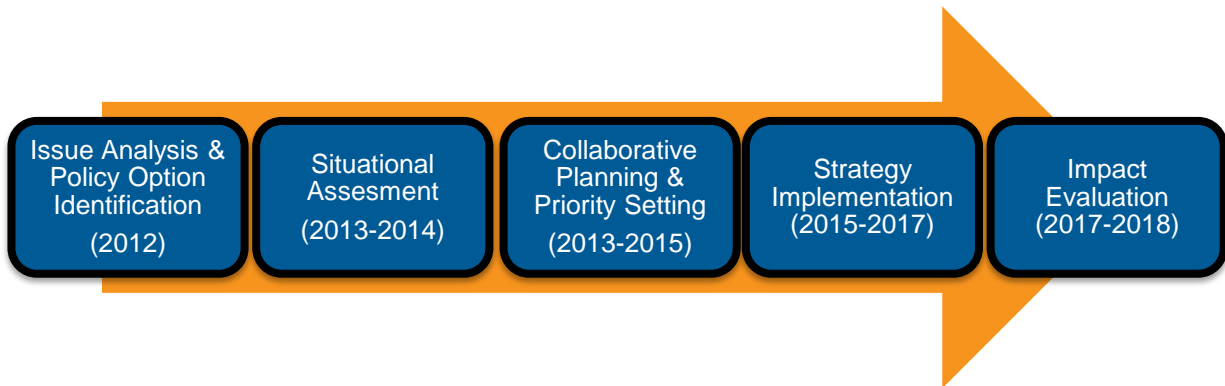 Issue Analysis &
Policy Option
Identification
(2012)
Situational
Assesment
(2013-2014)
Collaborative
Planning &
Priority Setting
(2013-2015)
Strategy
Implementation
(2015-2017)
Impact
Evaluation
(2017-2018)